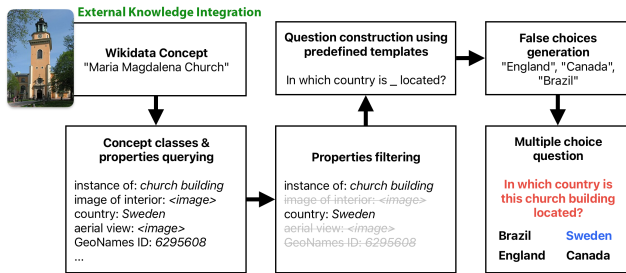 External Knowledge Integration
Wikidata Concept
"Maria Magdalena Church"
Concept classes &
properties querying
instance of: church building
image of interior: <image>
country: Sweden
aerial view: <image>
GeoNames ID: 6295608
...
Properties filtering
instance of: church building
image of interior: <image>
country: Sweden
aerial view: <image>
GeoNames ID: 6295608
Question construction using
predefined templates
In which country is _ located?
False choices
generation
"England", "Canada",
"Brazil"
Multiple choice
question
In which country is
this church building
located?
Brazil Sweden
England Canada